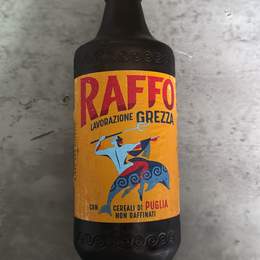 RAFFO
LAVORAZIONE GREZZA
CON CEREALI DI PUGLIA
NON RAFFINATI